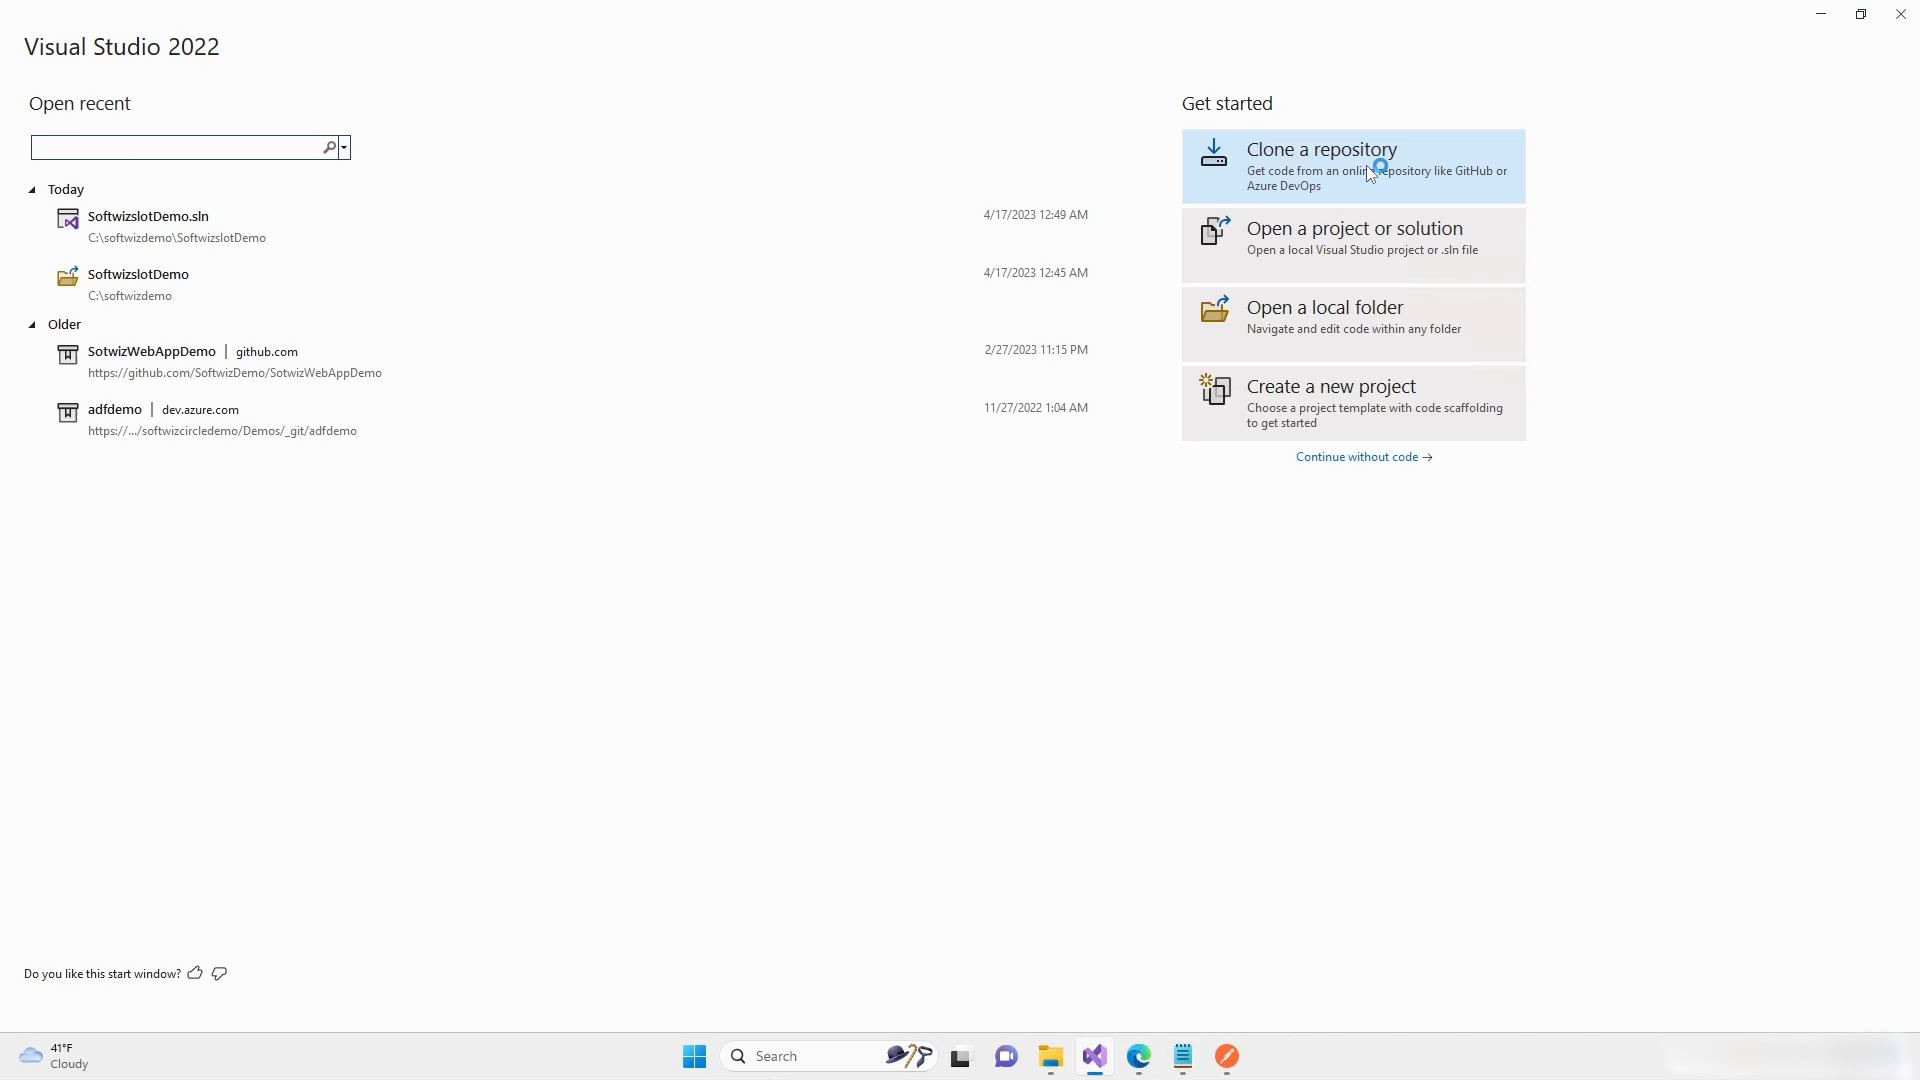 Visual Studio 2022
Open recent
Today
SoftwizslotDemo.sln
4/17/2023 12:49 AM
C:\softwizdemo\SoftwizslotDemo
SoftwizslotDemo
4/17/2023 12:45 AM
C:\softwizdemo
Older
SotwizWebAppDemo | github.com
2/27/2023 11:15 PM
https://github.com/SoftwizDemo/SotwizWebAppDemo
adfdemo | dev.azure.com
11/27/2022 1:04 AM
https://.../softwizcircledemo/Demos/_git/adfdemo
Get started
Clone a repository
Get code from an online repository like GitHub or
Azure DevOps
Open a project or solution
Open a local Visual Studio project or .sln file
Open a local folder
Navigate and edit code within any folder
Create a new project
Choose a project template with code scaffolding
to get started
Continue without code →
Do you like this start window?
41°F
Cloudy
Search